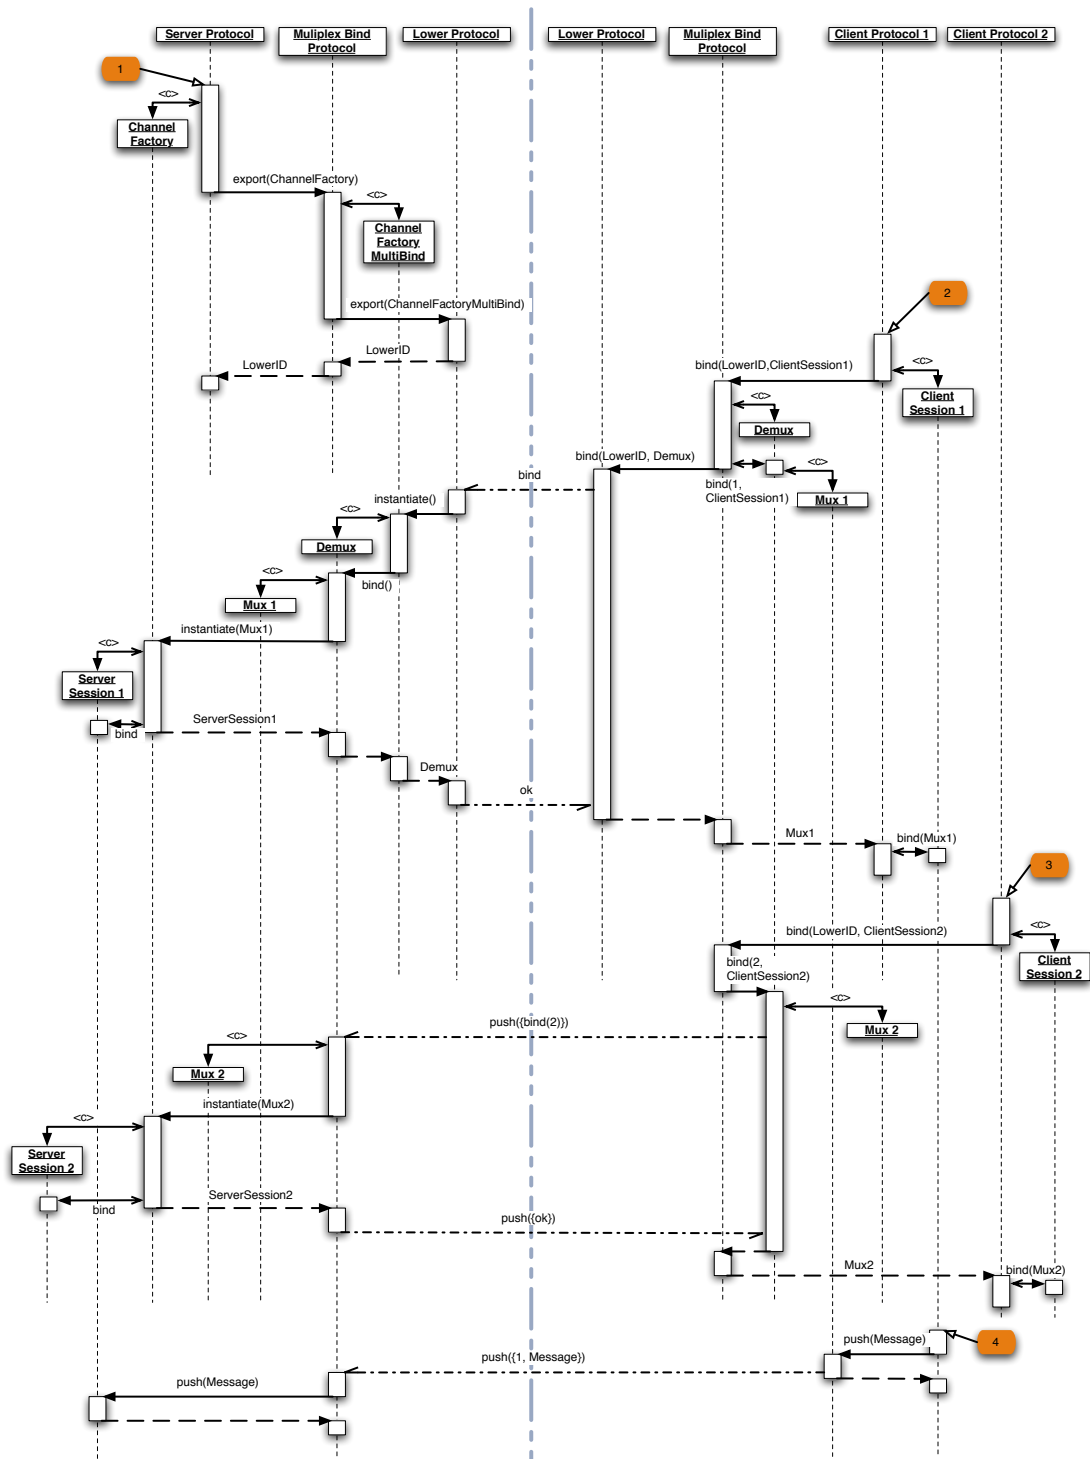 Server Protocol
Muliplex Bind
Protocol
Lower Protocol
Lower Protocol
Muliplex Bind
Protocol
Client Protocol 1
Client Protocol 2
1
<c>
Channel
Factory
export(ChannelFactory)
<c>
Channel
Factory
MultiBind
export(ChannelFactoryMultiBind)
2
LowerID
LowerID
bind(LowerID,ClientSession1)
<c>
Client
Session 1
<c>
Demux
bind(LowerID, Demux)
<c>
bind(1,
ClientSession1)
Mux 1
bind
instantiate()
<c>
Demux
bind()
<c>
Mux 1
instantiate(Mux1)
<c>
Server
Session 1
bind
ServerSession1
Demux
ok
Mux1
bind(Mux1)
3
<c>
bind(LowerID, ClientSession2)
Client
Session 2
bind(2,
ClientSession2)
<c>
Mux 2
push({bind(2)})
<c>
Mux 2
instantiate(Mux2)
<c>
Server
Session 2
bind
ServerSession2
push({ok})
Mux2
bind(Mux2)
4
push(Message)
push({1, Message})
push(Message)